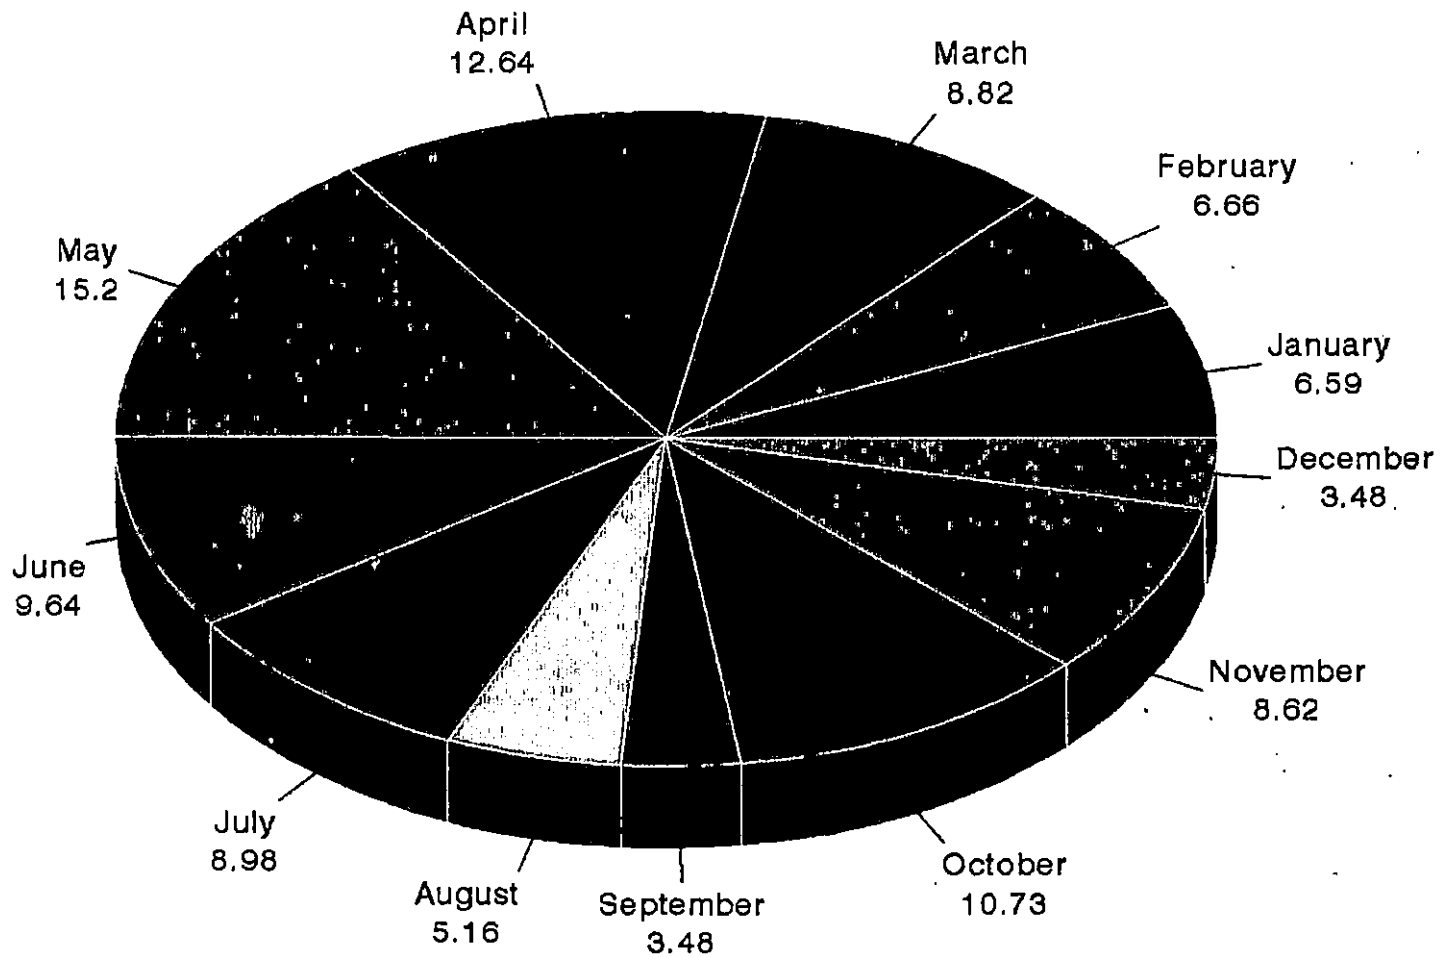 April
12.64
March
8.82
February
6.66
May
15.2
January
6.59
December
3.48
June
9.64
November
8.62
July
8.98
October
10.73
August
5.16
September
3.48